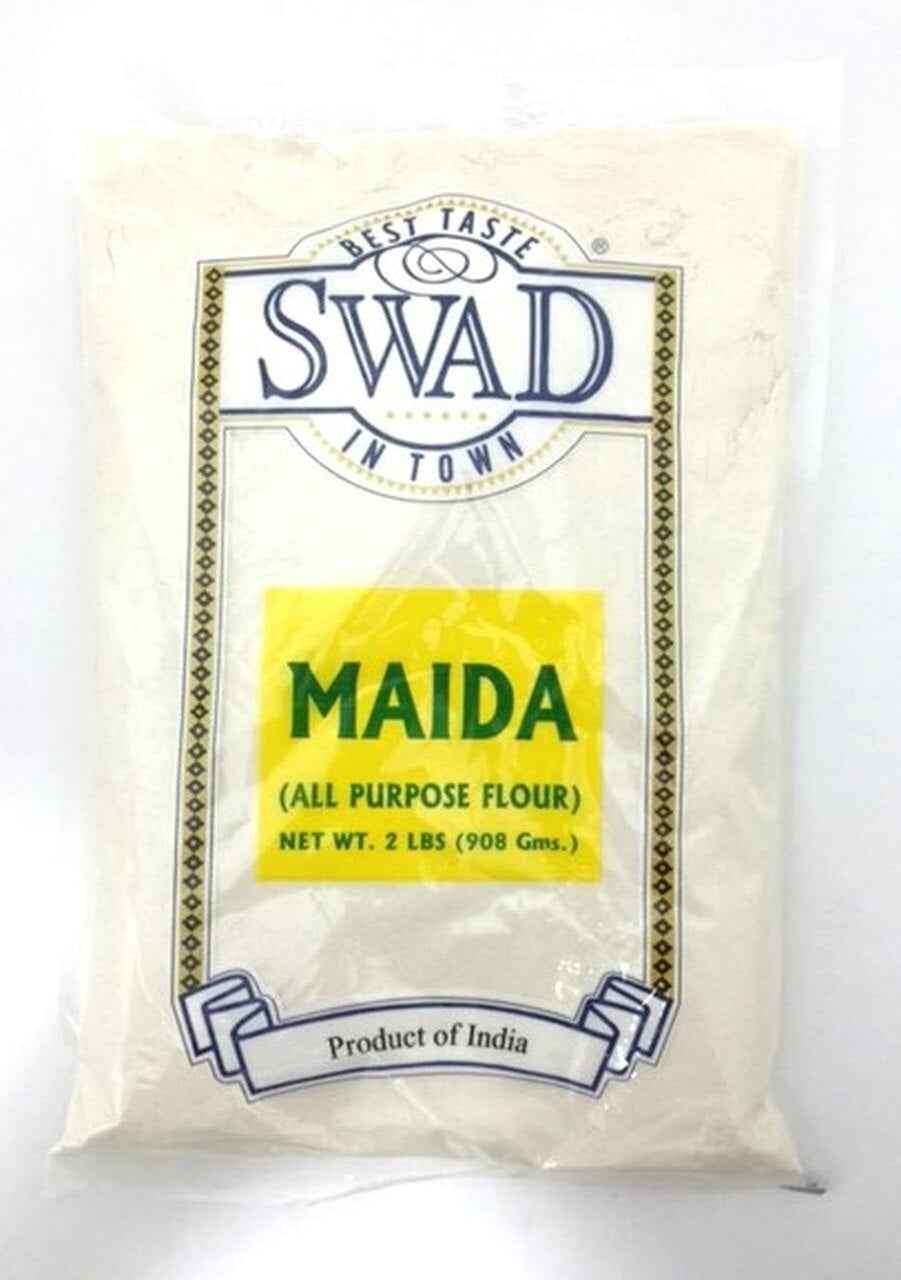 BEST TASTE
®
SWAD
IN TOWN
MAIDA
(ALL PURPOSE FLOUR)
NET WT. 2 LBS (908 Gms.)
Product of India